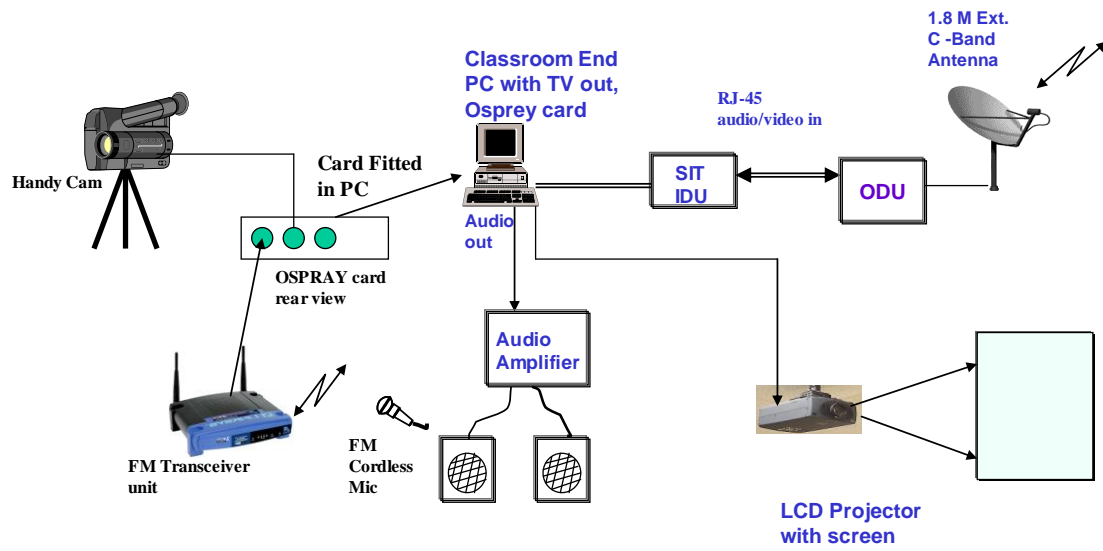 1.8 M Ext.
C -Band
Antenna
Classroom End
PC with TV out,
Osprey card
RJ-45
audio/video in
Handy Cam
Card Fitted
in PC
SIT
IDU
ODU
Audio
out
OSPRAY card
rear view
Audio
Amplifier
FM Transceiver
unit
FM
Cordless
Mic
LCD Projector
with screen